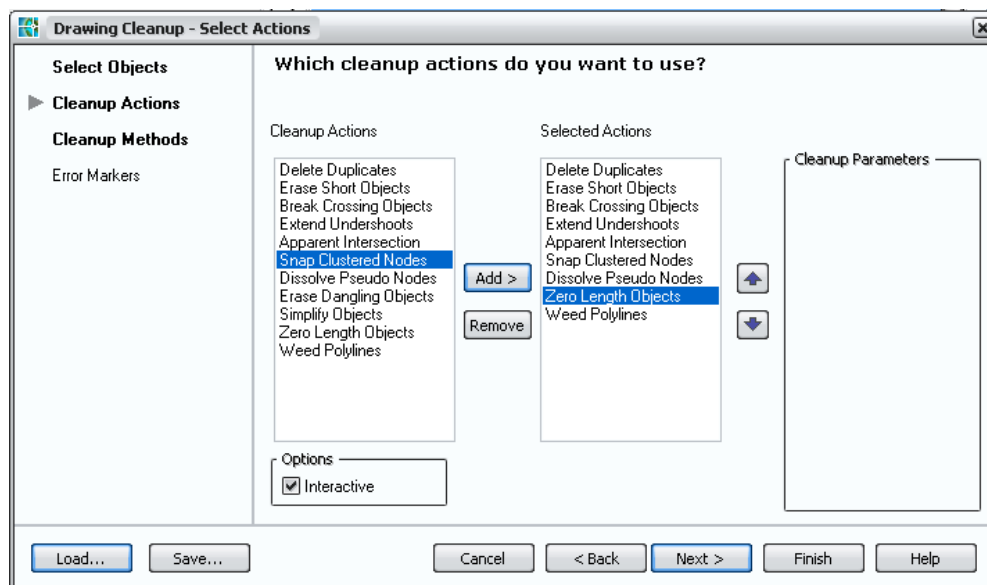 Drawing Cleanup - Select Actions
Select Objects
Cleanup Actions
Cleanup Methods
Error Markers
Which cleanup actions do you want to use?
Cleanup Actions
Delete Duplicates
Erase Short Objects
Break Crossing Objects
Extend Undershoots
Apparent Intersection
Snap Clustered Nodes
Dissolve Pseudo Nodes
Erase Dangling Objects
Simplify Objects
Zero Length Objects
Weed Polylines
Add >
Remove
Selected Actions
Delete Duplicates
Erase Short Objects
Break Crossing Objects
Extend Undershoots
Apparent Intersection
Snap Clustered Nodes
Dissolve Pseudo Nodes
Zero Length Objects
Weed Polylines
Cleanup Parameters
Options
Interactive
Load...
Save...
Cancel
< Back
Next >
Finish
Help